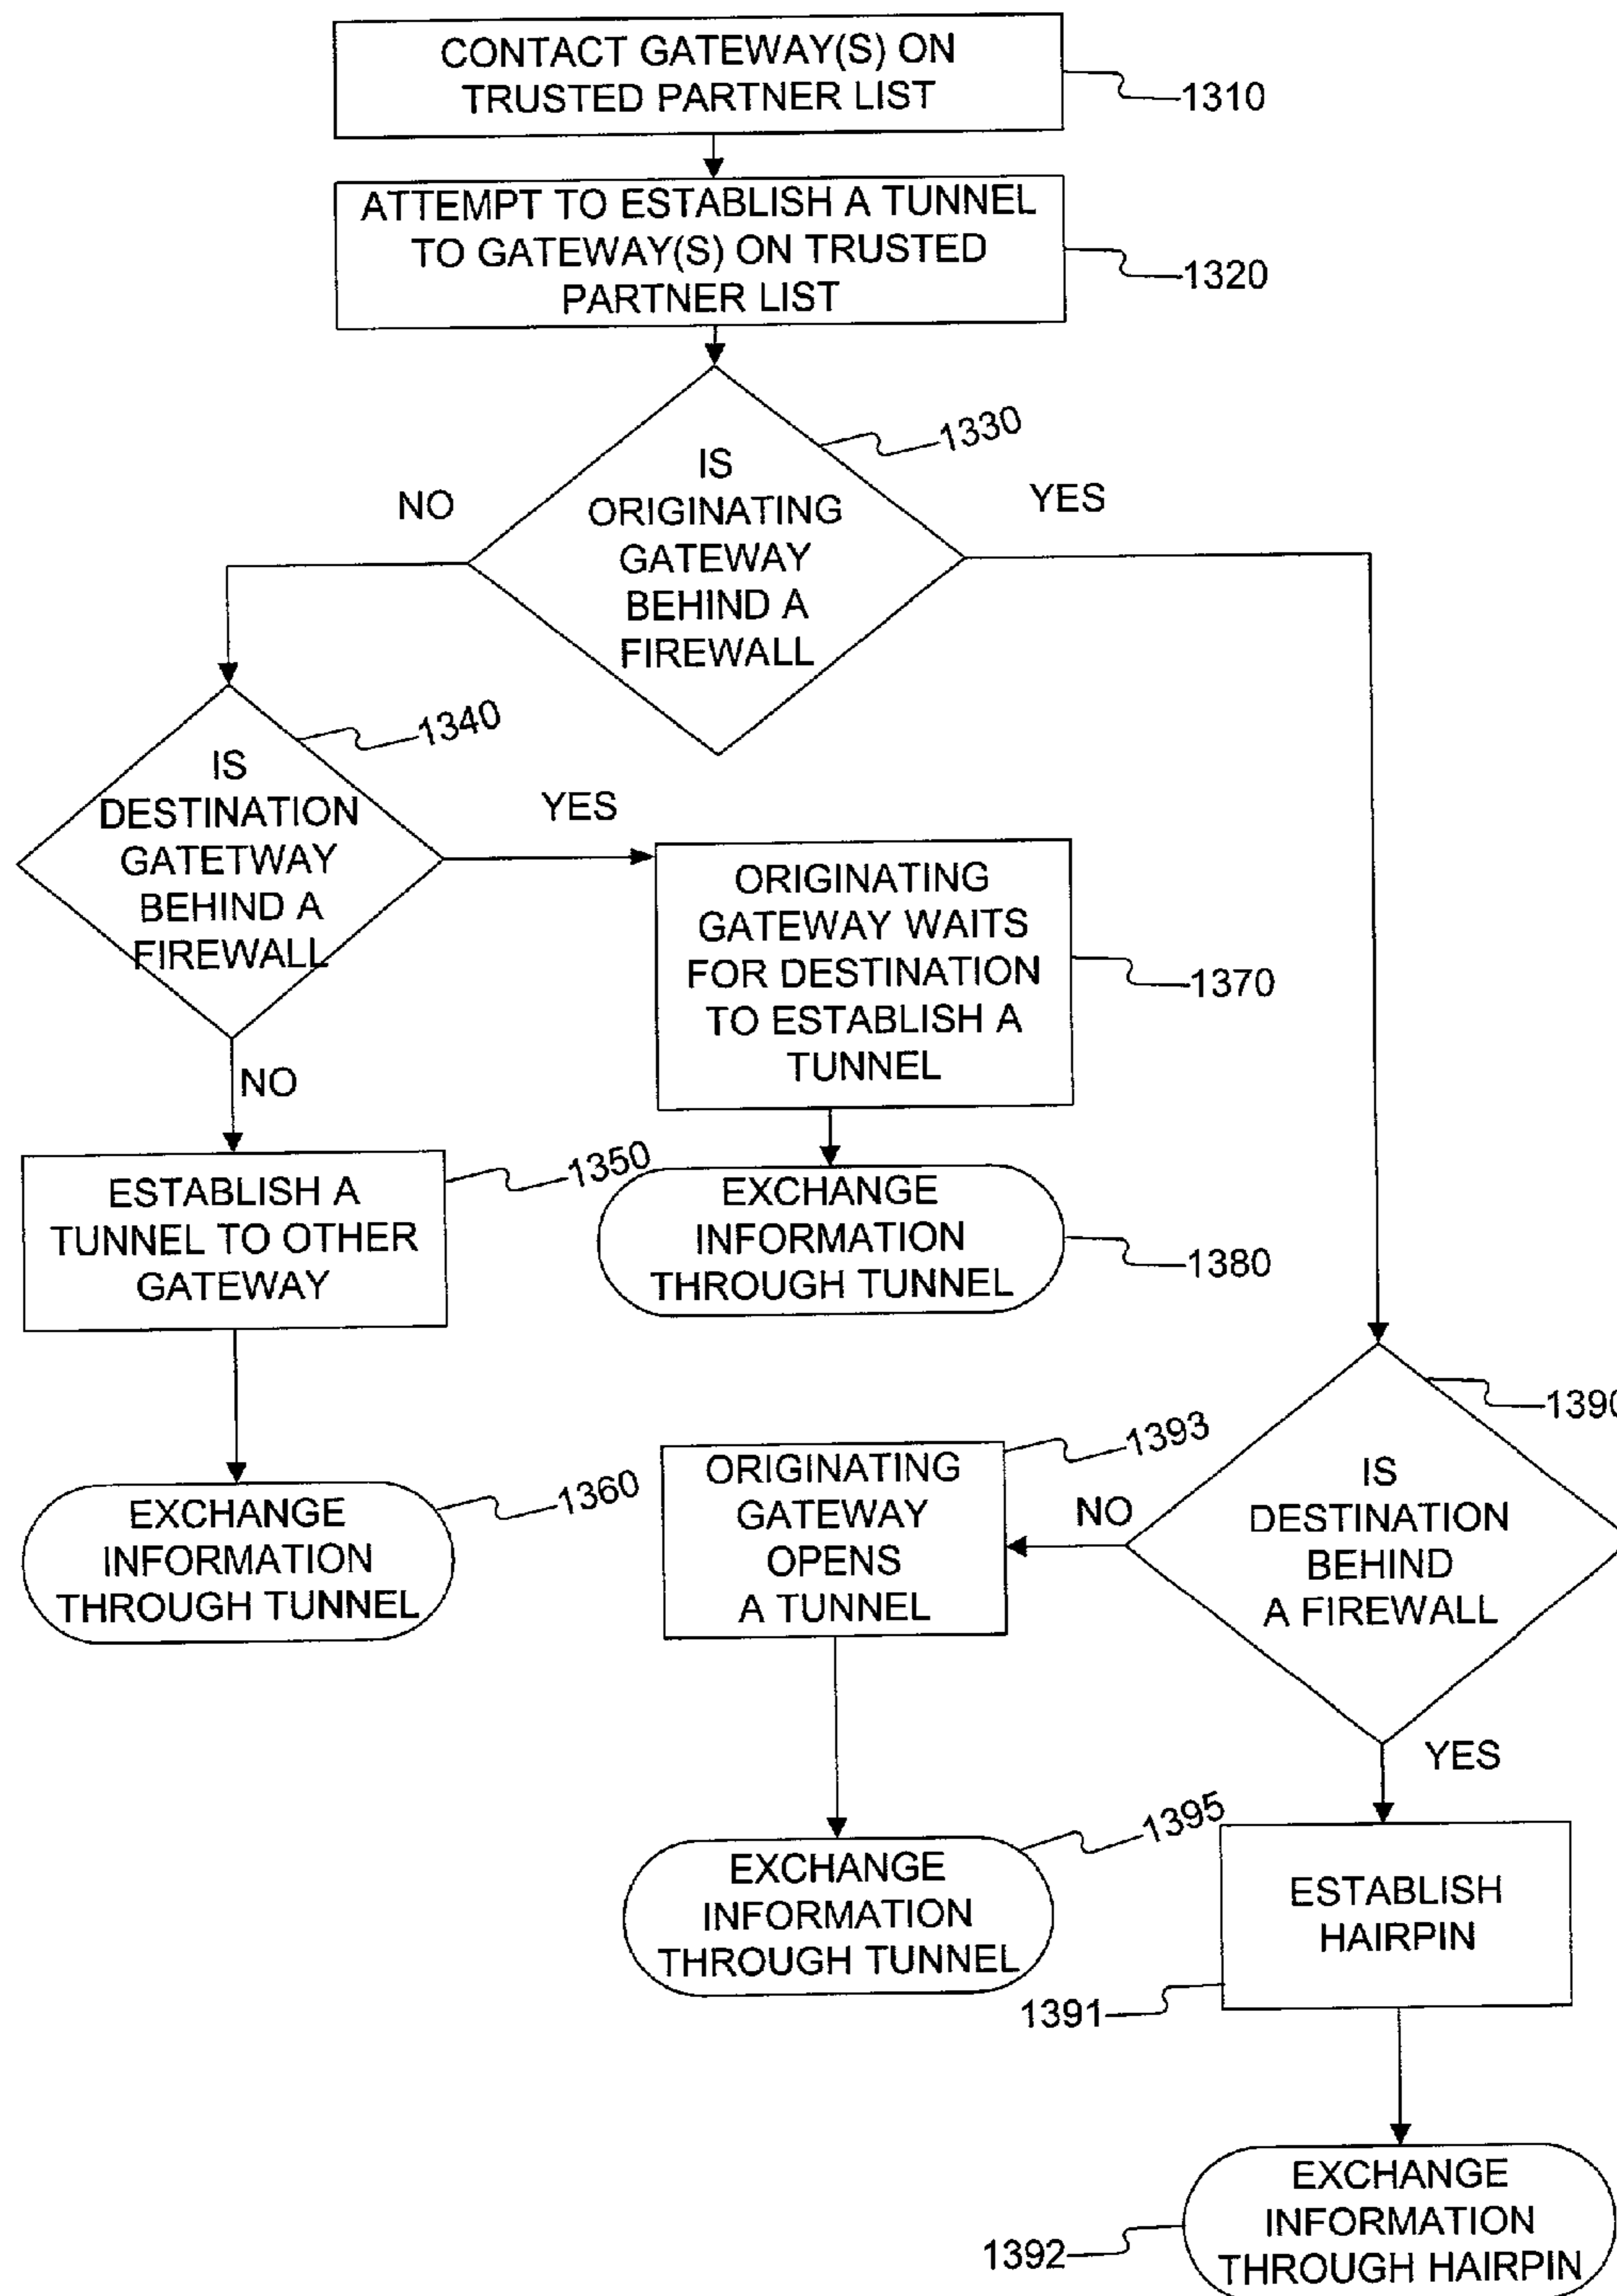 CONTACT GATEWAY(S) ON
TRUSTED PARTNER LIST
1310
ATTEMPT TO ESTABLISH A TUNNEL
TO GATEWAY(S) ON TRUSTED
PARTNER LIST
1320
1330
IS
ORIGINATING
GATEWAY
BEHIND A
FIREWALL
NO
YES
1340
IS
DESTINATION
GATETWAY
BEHIND A
FIREWALL
YES
NO
ORIGINATING
GATEWAY WAITS
FOR DESTINATION
TO ESTABLISH A
TUNNEL
1370
ESTABLISH A
TUNNEL TO OTHER
GATEWAY
1350
EXCHANGE
INFORMATION
THROUGH TUNNEL
1380
EXCHANGE
INFORMATION
THROUGH TUNNEL
1360
1390
IS
DESTINATION
BEHIND
A FIREWALL
NO
YES
ORIGINATING
GATEWAY
OPENS
A TUNNEL
1393
EXCHANGE
INFORMATION
THROUGH TUNNEL
1395
ESTABLISH
HAIRPIN
1391
EXCHANGE
INFORMATION
THROUGH HAIRPIN
1392